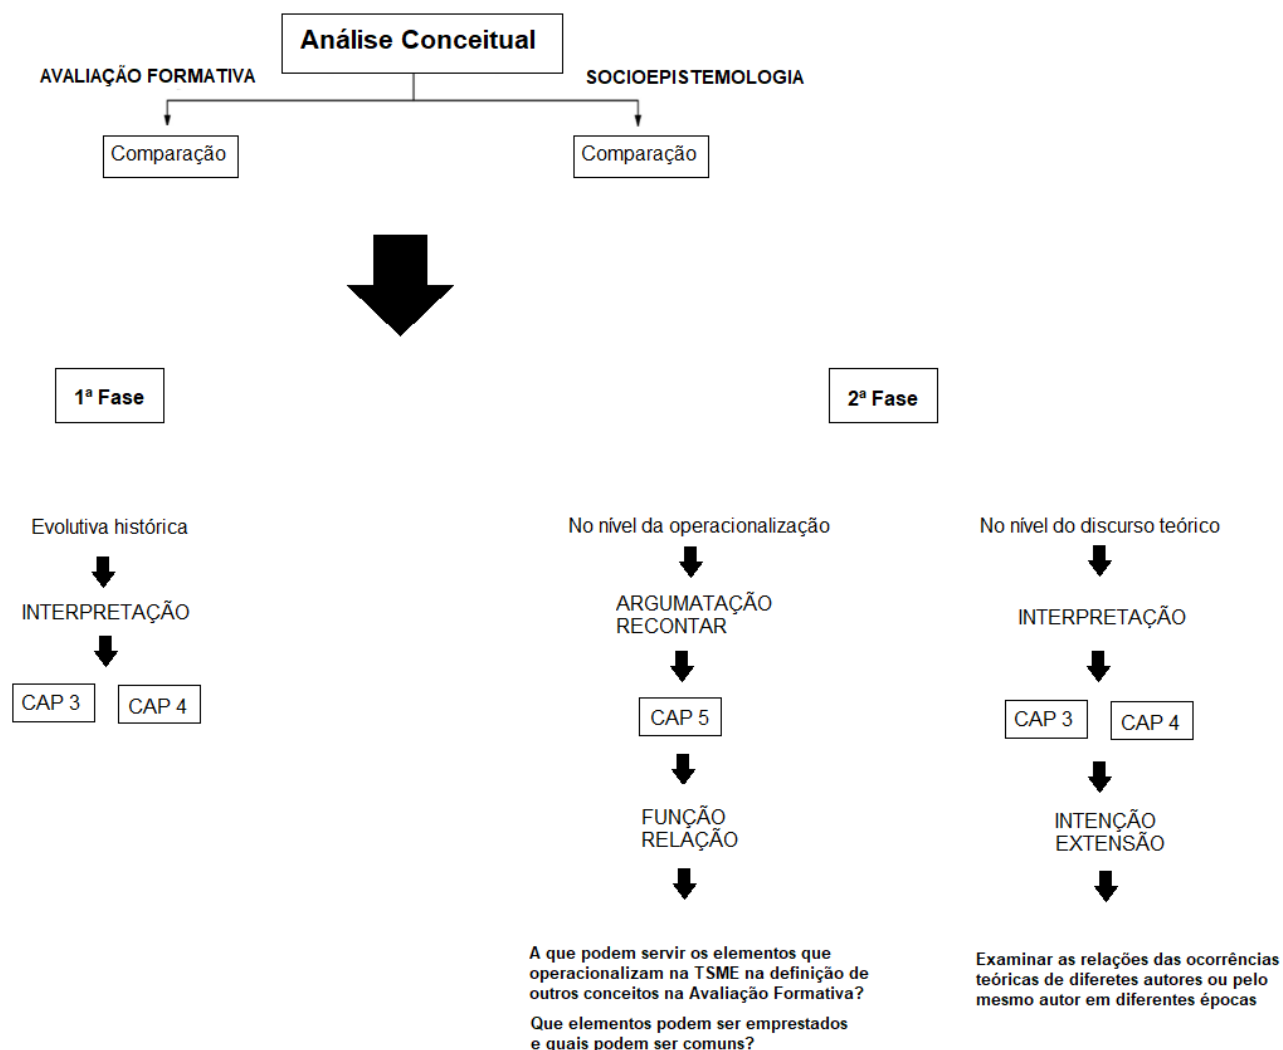 Análise Conceitual
AVALIAÇÃO FORMATIVA
SOCIOEPISTEMOLOGIA
Comparação
Comparação
1ª Fase
2ª Fase
Evolutiva histórica
INTERPRETAÇÃO
CAP 3
CAP 4
No nível da operacionalização
ARGUMATAÇÃO
RECONTAR
CAP 5
FUNÇÃO
RELAÇÃO
A que podem servir os elementos que
operacionalizam na TSME na definição de
outros conceitos na Avaliação Formativa?
Que elementos podem ser emprestados
e quais podem ser comuns?
No nível do discurso teórico
INTERPRETAÇÃO
CAP 3
CAP 4
INTENÇÃO
EXTENSÃO
Examinar as relações das ocorrências
teóricas de diferetes autores ou pelo
mesmo autor em diferentes épocas